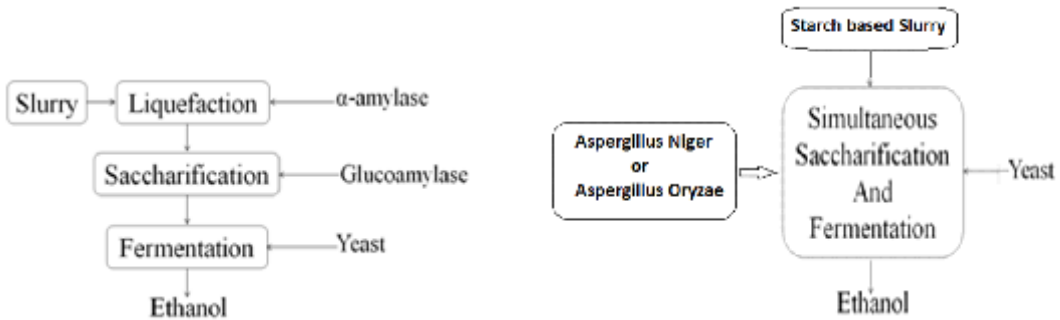 Slurry
Liquefaction
α-amylase
Saccharification
Glucoamylase
Fermentation
Yeast
Ethanol
Starch based Slurry
Aspergillus Niger
or
Aspergillus Oryzae
Simultaneous
Saccharification
And
Fermentation
Yeast
Ethanol